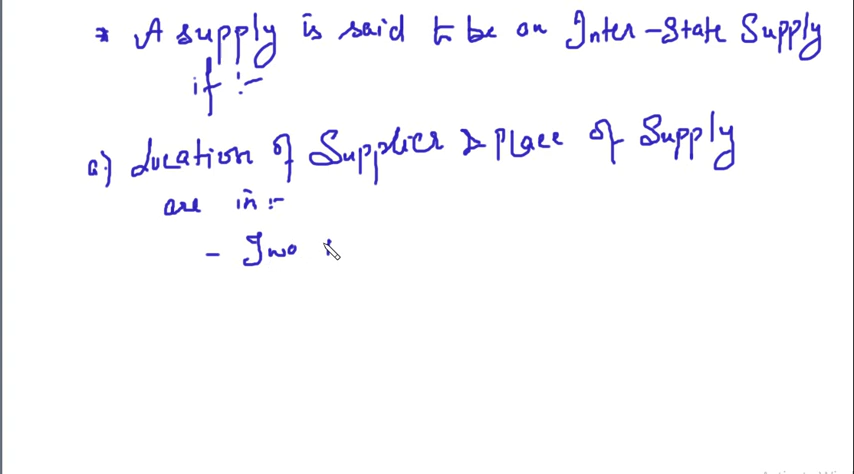 * A supply is said to be an Inter-State Supply
if :-
a) Location of Supplier & Place of Supply
are in :-
- Two